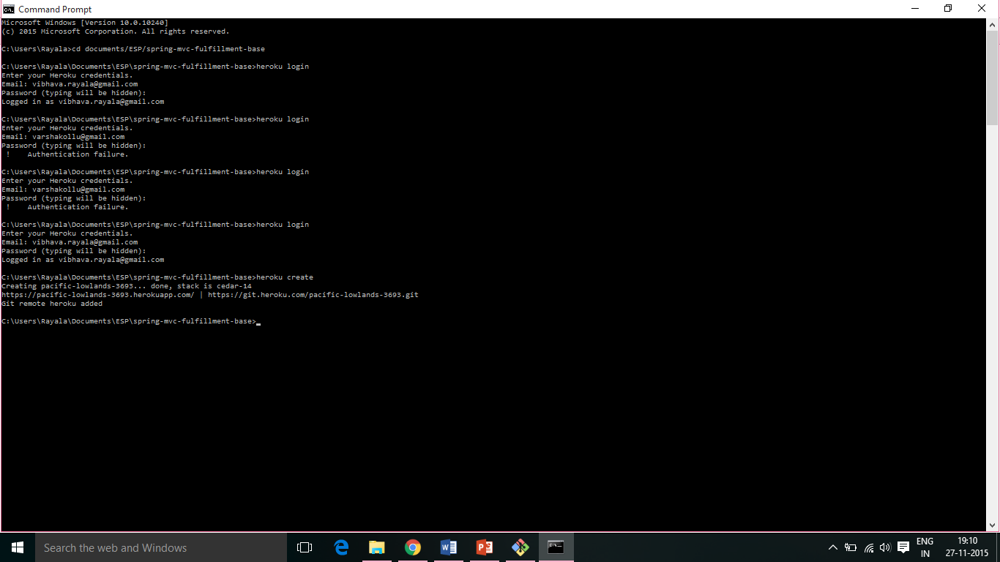 Command Prompt
Microsoft Windows [Version 10.0.10240]
(c) 2015 Microsoft Corporation. All rights reserved.
C:\Users\Rayala>cd documents/ESP/spring-mvc-fulfillment-base
C:\Users\Rayala\Documents\ESP\spring-mvc-fulfillment-base>heroku login
Enter your Heroku credentials.
Email: vibhava.rayala@gmail.com
Password (typing will be hidden):
Logged in as vibhava.rayala@gmail.com
C:\Users\Rayala\Documents\ESP\spring-mvc-fulfillment-base>heroku login
Enter your Heroku credentials.
Email: varshakollu@gmail.com
Password (typing will be hidden):
!    Authentication failure.
C:\Users\Rayala\Documents\ESP\spring-mvc-fulfillment-base>heroku login
Enter your Heroku credentials.
Email: varshakollu@gmail.com
Password (typing will be hidden):
!    Authentication failure.
C:\Users\Rayala\Documents\ESP\spring-mvc-fulfillment-base>heroku login
Enter your Heroku credentials.
Email: vibhava.rayala@gmail.com
Password (typing will be hidden):
Logged in as vibhava.rayala@gmail.com
C:\Users\Rayala\Documents\ESP\spring-mvc-fulfillment-base>heroku create
Creating pacific-lowlands-3693... done, stack is cedar-14
https://pacific-lowlands-3693.herokuapp.com/ | https://git.heroku.com/pacific-lowlands-3693.git
Git remote heroku added
C:\Users\Rayala\Documents\ESP\spring-mvc-fulfillment-base>
Search the web and Windows
ENG
IN
19:10
27-11-2015